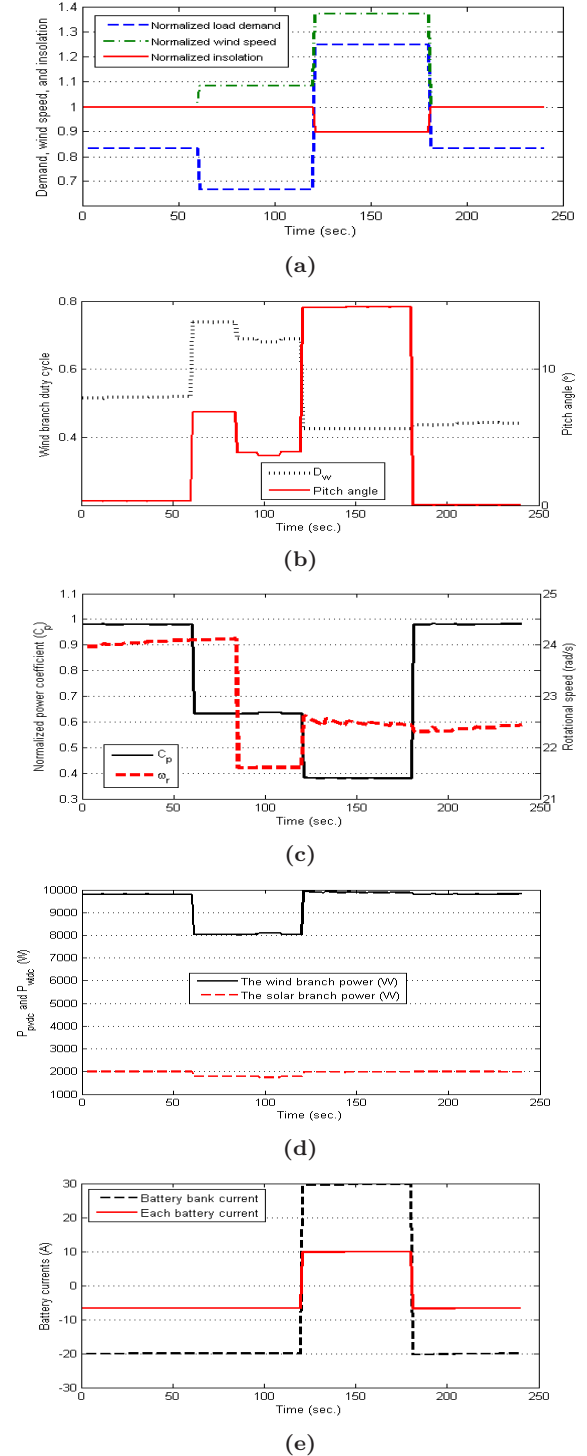 Demand, wind speed, and insolation
1.4
1.3
1.2
1.1
1
0.9
0.8
0.7
Normalized load demand
Normalized wind speed
Normalized insolation
0 50 100 150 200 250
Time (sec.)
(a)
Wind branch duty cycle
0.8
0.6
0.4
D_w
Pitch angle
10
0
Pitch angle (º)
0 50 100 150 200 250
Time (sec.)
(b)
Normalized power coefficient (C_p)
1.1
1
0.9
0.8
0.7
0.6
0.5
0.4
0.3
C_p
ω_r
25
24
23
22
21
Rotational speed (rad/s)
0 50 100 150 200 250
Time (sec.)
(c)
P_pvdc and P_wtdc (W)
10000
9000
8000
7000
6000
5000
4000
3000
2000
1000
The wind branch power (W)
The solar branch power (W)
0 50 100 150 200 250
Time (sec.)
(d)
Battery currents (A)
30
20
10
0
-10
-20
-30
Battery bank current
Each battery current
0 50 100 150 200 250
Time (sec.)
(e)